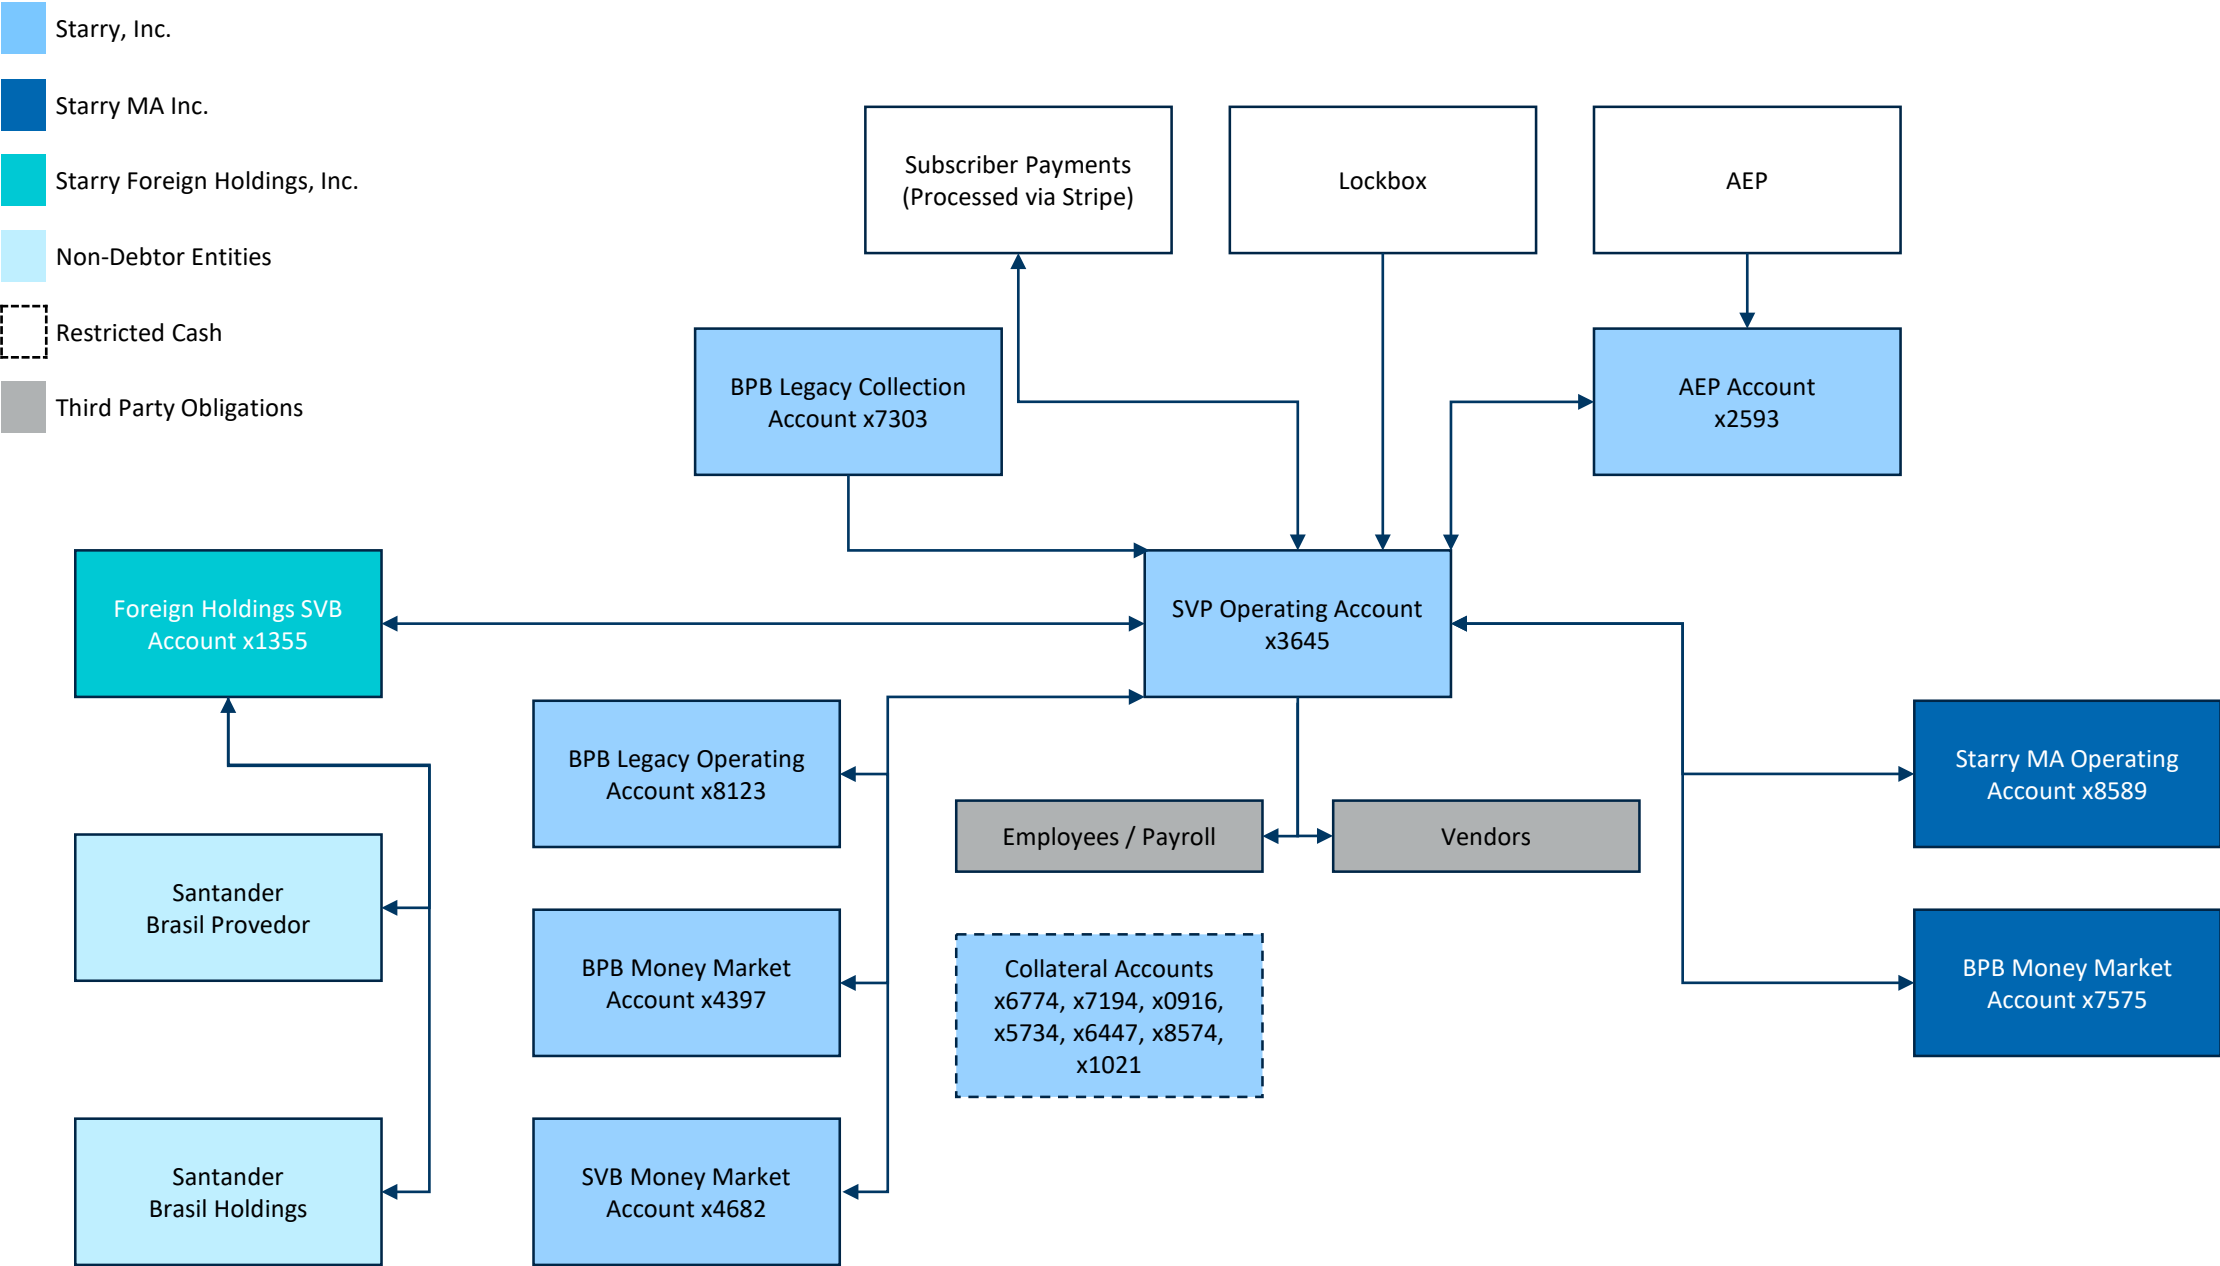 Starry, Inc.
Starry MA Inc.
Starry Foreign Holdings, Inc.
Non-Debtor Entities
Restricted Cash
Third Party Obligations
Subscriber Payments
(Processed via Stripe)
Lockbox
AEP
BPB Legacy Collection
Account x7303
AEP Account
x2593
Foreign Holdings SVB
Account x1355
SVP Operating Account
x3645
BPB Legacy Operating
Account x8123
Starry MA Operating
Account x8589
Employees / Payroll
Vendors
Santander
Brasil Provedor
BPB Money Market
Account x4397
Collateral Accounts
x6774, x7194, x0916,
x5734, x6447, x8574,
x1021
BPB Money Market
Account x7575
Santander
Brasil Holdings
SVB Money Market
Account x4682